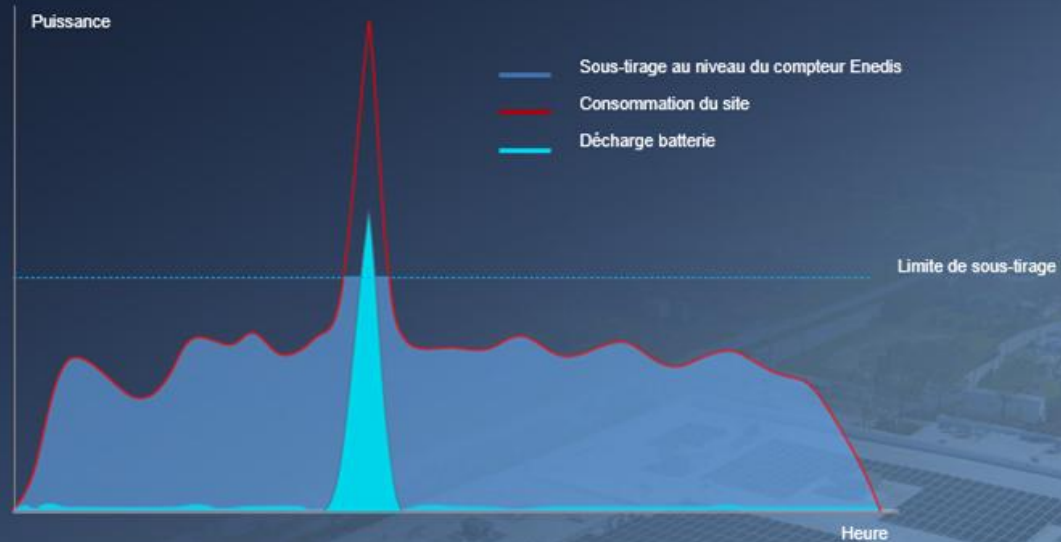 Puissance
Sous-tirage au niveau du compteur Enedis
Consommation du site
Décharge batterie
Limite de sous-tirage
Heure